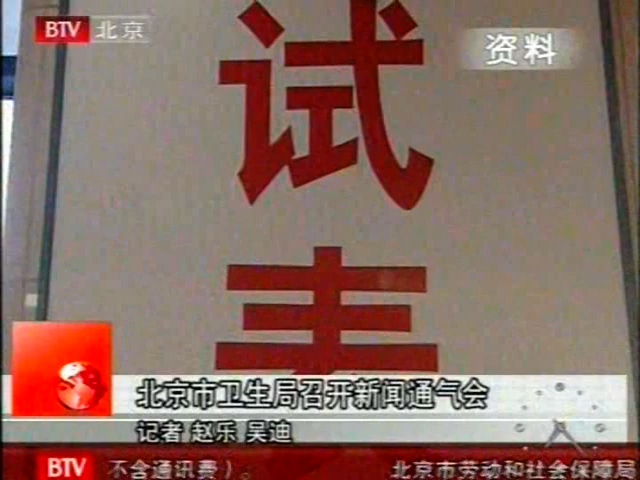 BTV 北京
资料
试
北京市卫生局召开新闻通气会
记者 赵乐 吴迪
BTV 不含通讯费）。 北京市劳动和社会保障局